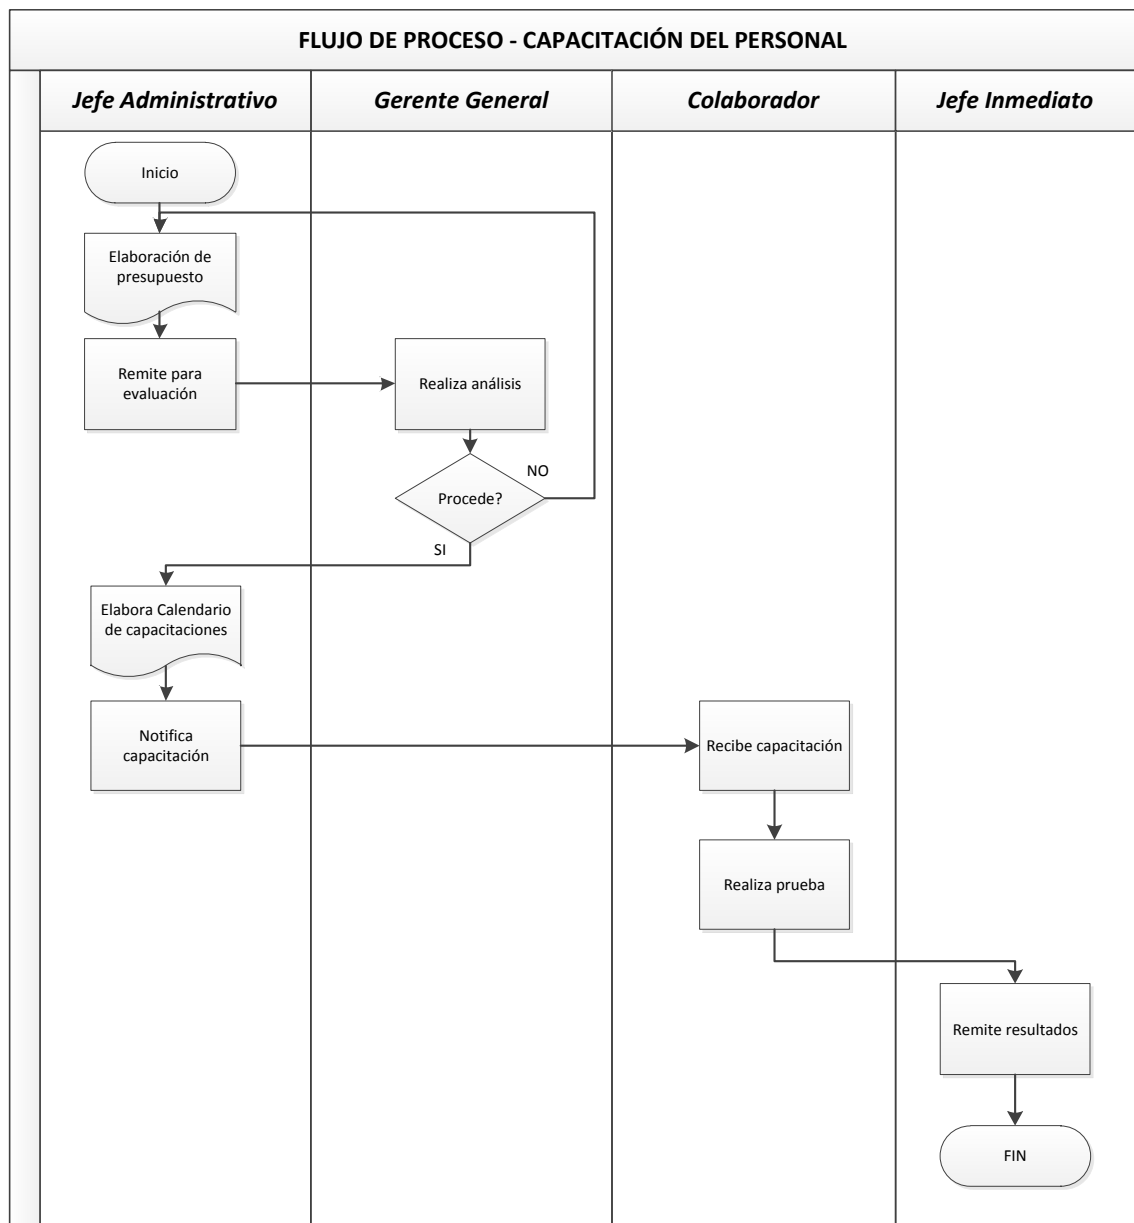 FLUJO DE PROCESO - CAPACITACIÓN DEL PERSONAL
Jefe Administrativo
Gerente General
Colaborador
Jefe Inmediato
Inicio
Elaboración de
presupuesto
Remite para
evaluación
Realiza análisis
NO
Procede?
SI
Elabora Calendario
de capacitaciones
Notifica
capacitación
Recibe capacitación
Realiza prueba
Remite resultados
FIN